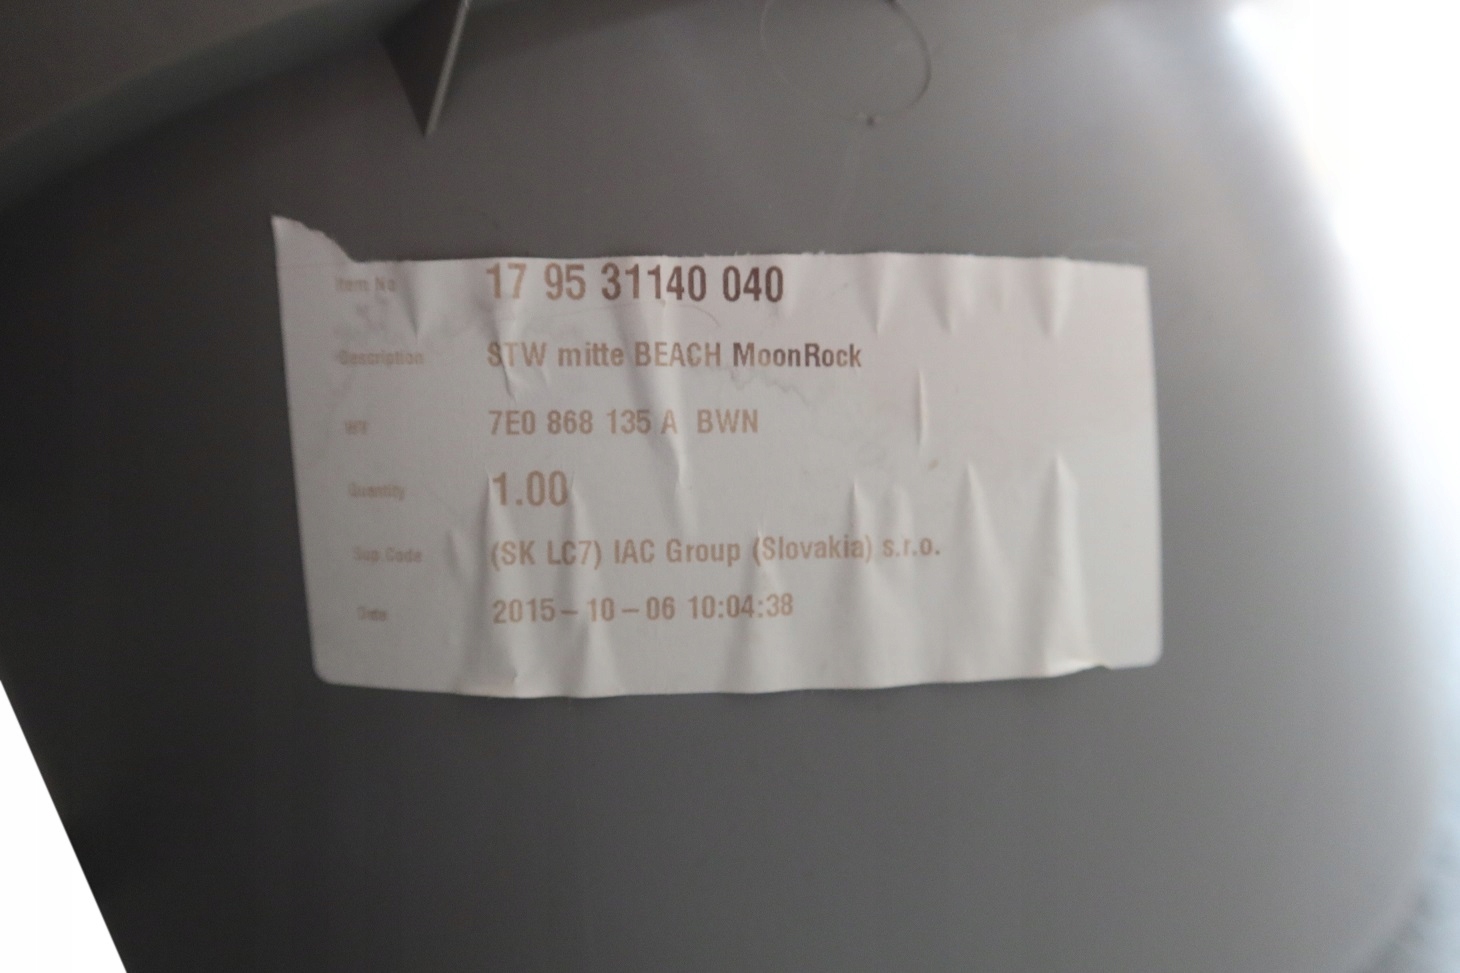 Item No 17 95 31140 040
Description STW mitte BEACH MoonRock
7E0 868 135 A BWN
Quantity 1.00
Sup.Code (SK LC7) IAC Group (Slovakia) s.r.o.
Date 2015-10-06 10:04:38